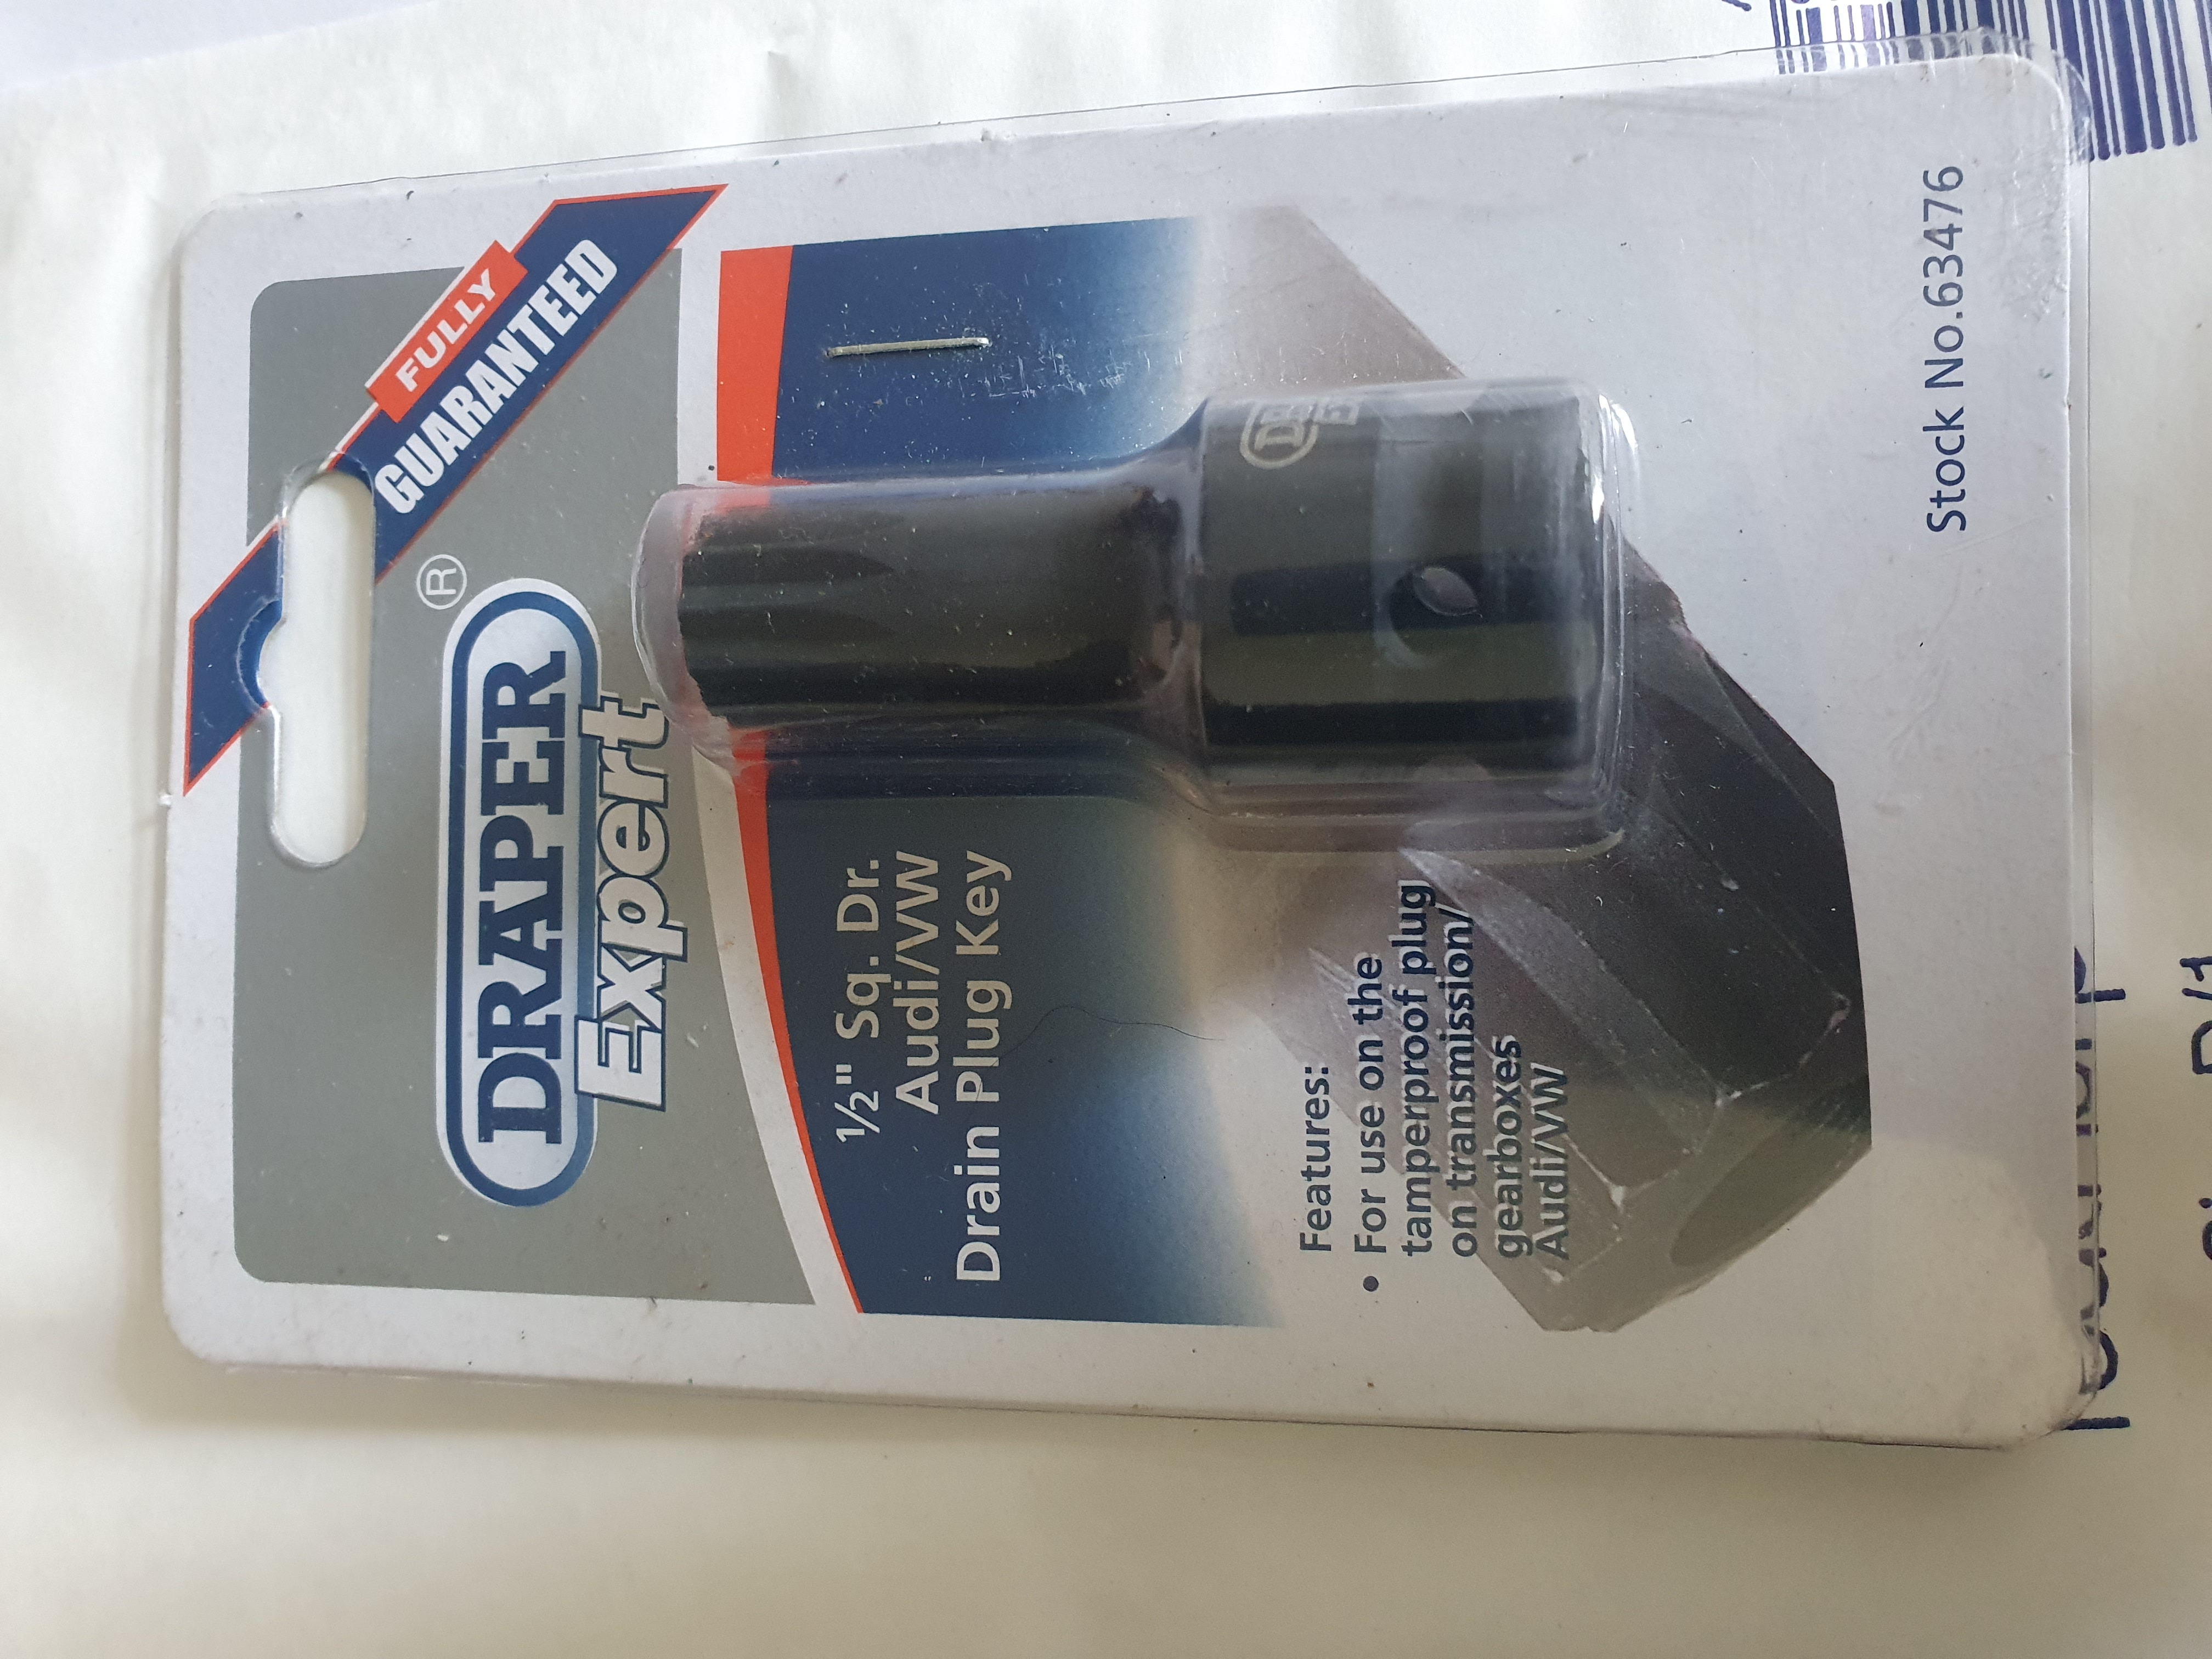 FULLY
GUARANTEED
DRAPER®
Expert
½" Sq. Dr.
Audi/VW
Drain Plug Key
Features:
• For use on the
tamperproof plug
on transmission/
gearboxes
Audi/VW
Stock No.63476